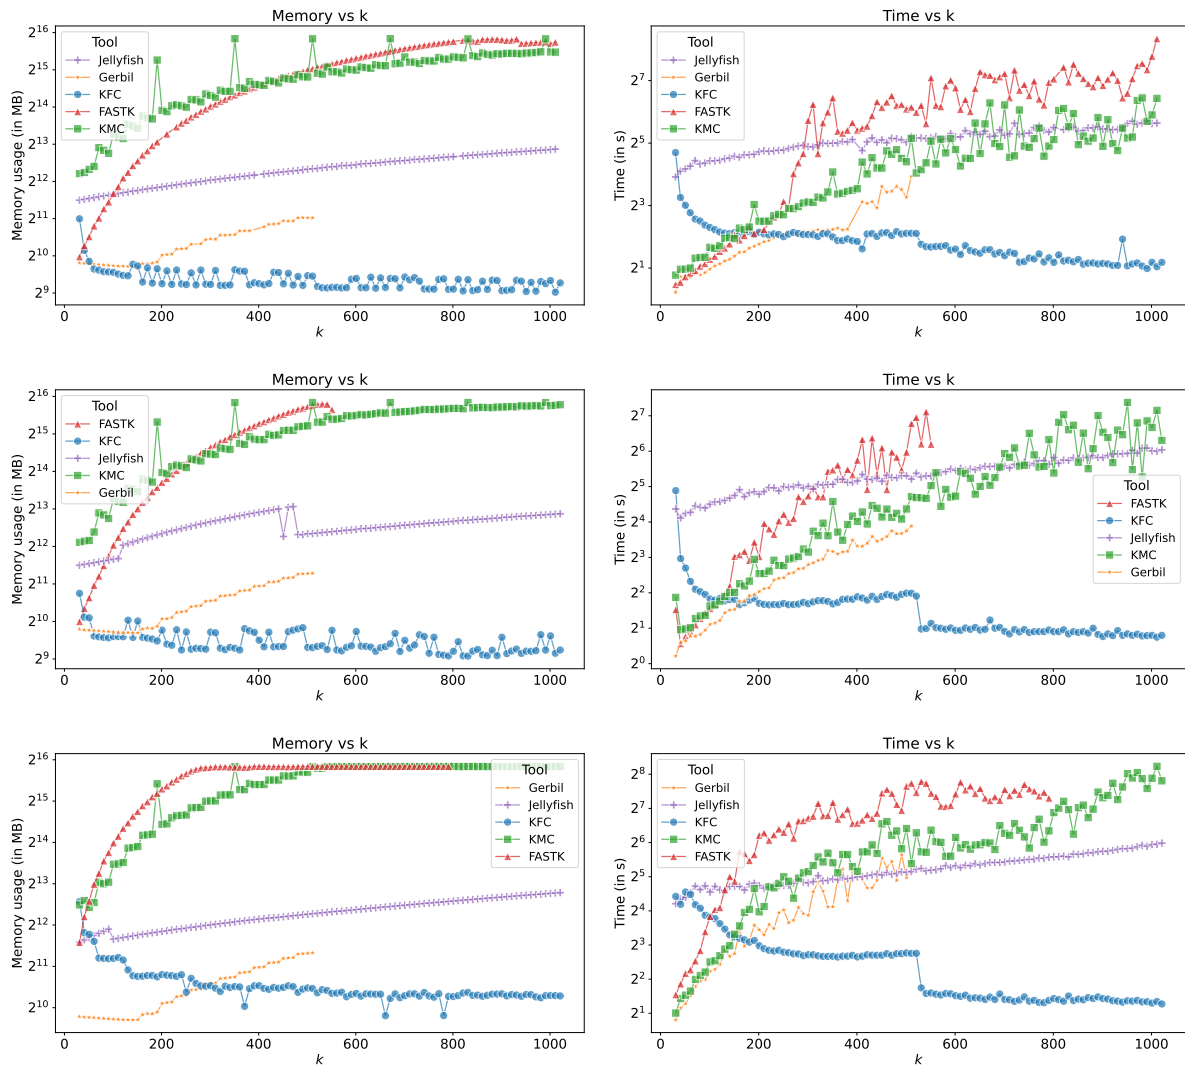 Memory vs k
Memory usage (in MB)
2^16
2^15
2^14
2^13
2^12
2^11
2^10
2^9
Tool
Jellyfish
Gerbil
KFC
FASTK
KMC
0 200 400 600 800 1000
k
Time vs k
Time (in s)
2^7
2^5
2^3
2^1
Tool
Jellyfish
Gerbil
KFC
FASTK
KMC
0 200 400 600 800 1000
k
Memory vs k
Memory usage (in MB)
2^16
2^15
2^14
2^13
2^12
2^11
2^10
2^9
Tool
FASTK
KFC
Jellyfish
KMC
Gerbil
0 200 400 600 800 1000
k
Time vs k
Time (in s)
2^7
2^6
2^5
2^4
2^3
2^2
2^1
2^0
Tool
FASTK
KFC
Jellyfish
KMC
Gerbil
0 200 400 600 800 1000
k
Memory vs k
Memory usage (in MB)
2^16
2^15
2^14
2^13
2^12
2^11
2^10
Tool
Gerbil
Jellyfish
KFC
KMC
FASTK
0 200 400 600 800 1000
k
Time vs k
Time (in s)
2^8
2^7
2^6
2^5
2^4
2^3
2^2
2^1
Tool
Gerbil
Jellyfish
KFC
KMC
FASTK
0 200 400 600 800 1000
k